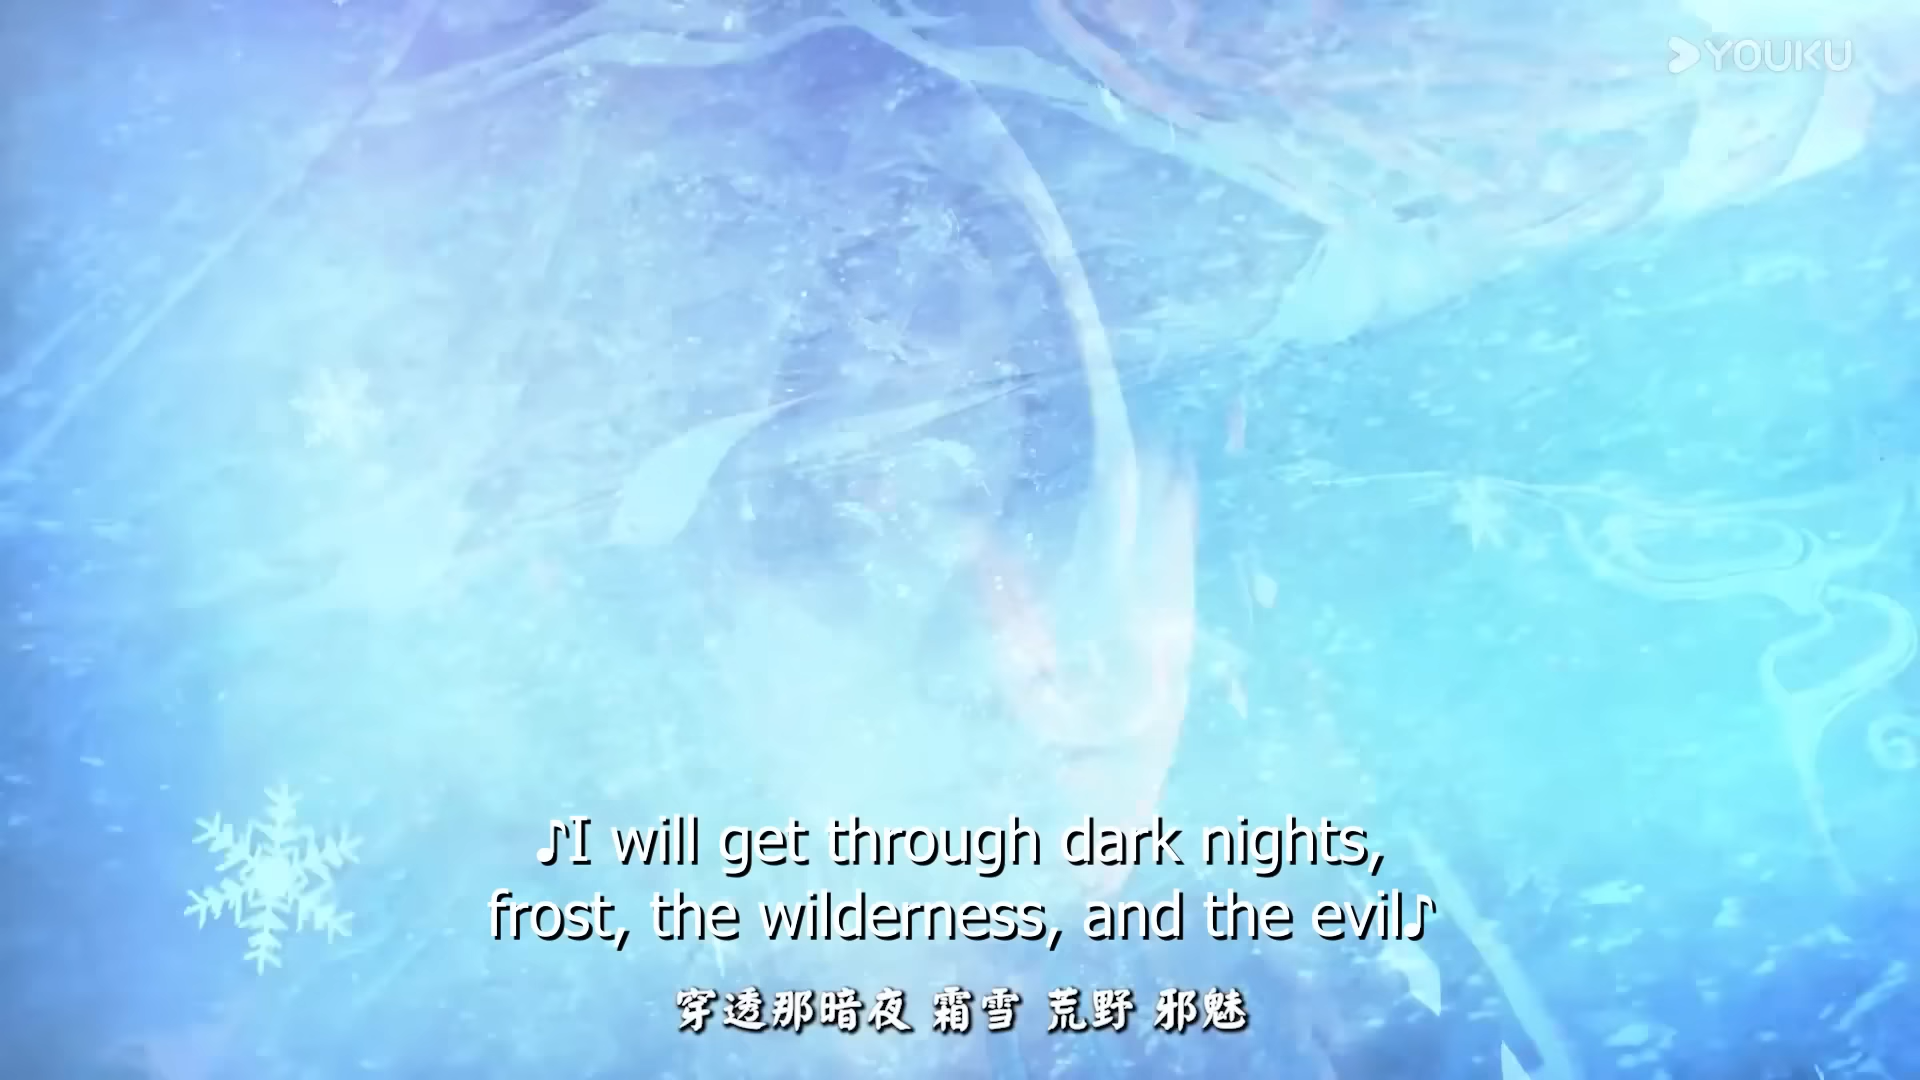 YOUKU
♪I will get through dark nights,
frost, the wilderness, and the evil♪
穿透那暗夜 霜雪 荒野 邪魅